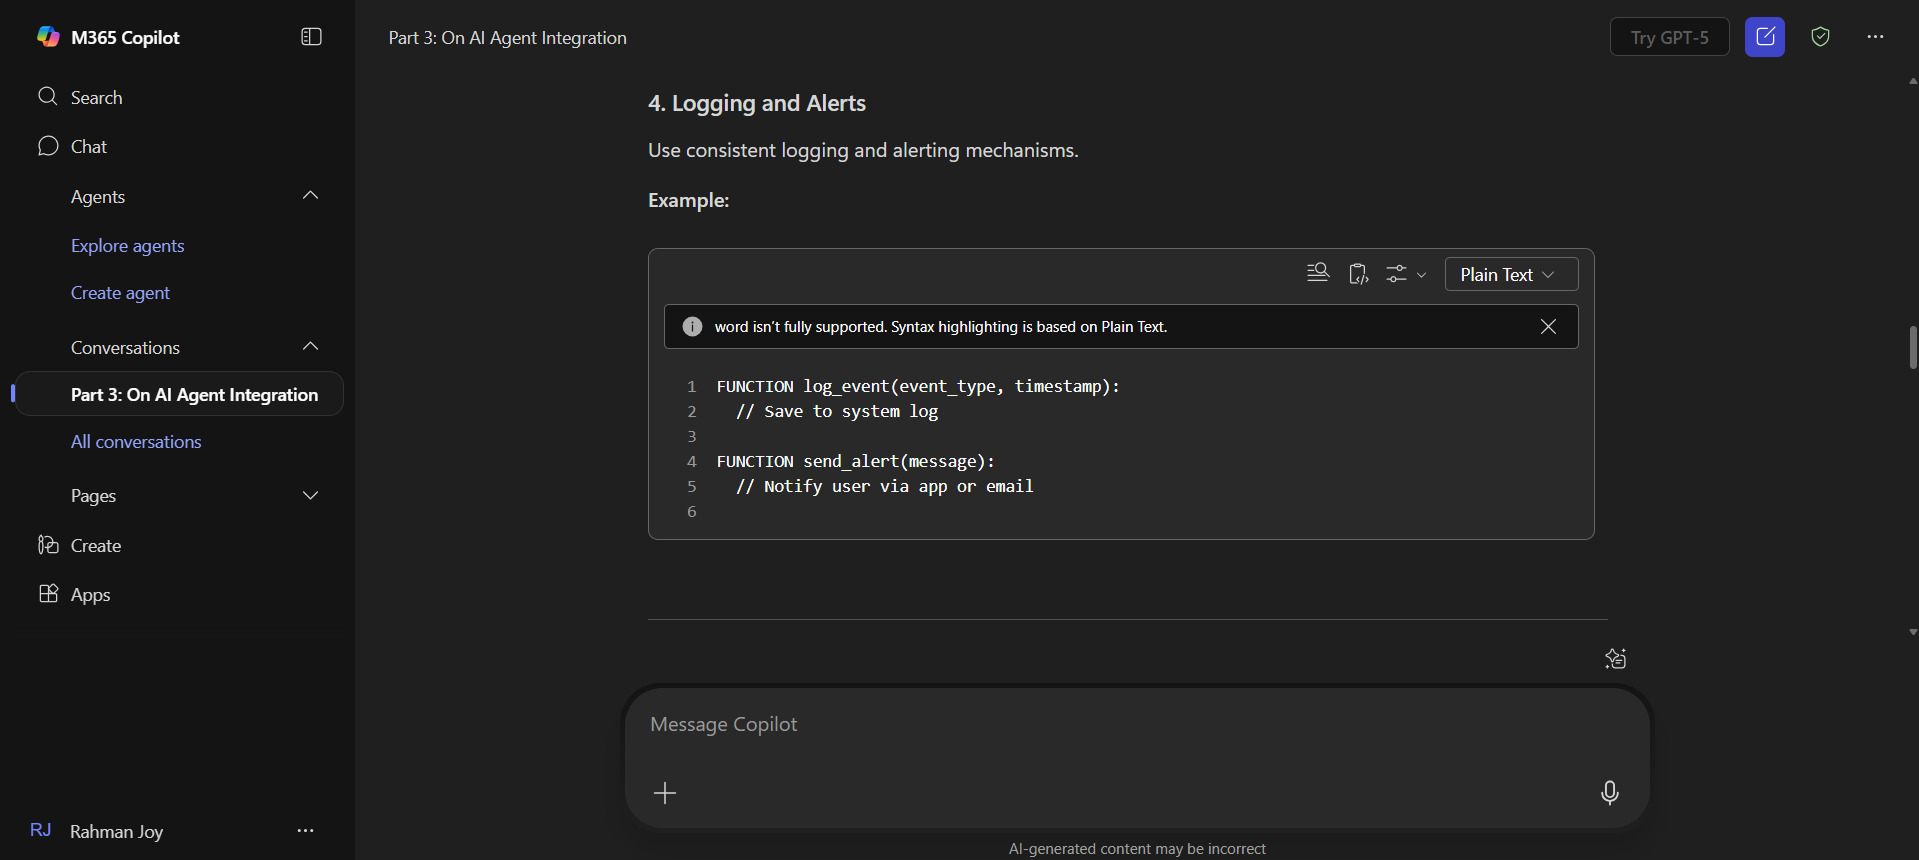 M365 Copilot
Search
Chat
Agents
Explore agents
Create agent
Conversations
Part 3: On AI Agent Integration
All conversations
Pages
Create
Apps
RJ Rahman Joy
Part 3: On AI Agent Integration
Try GPT-5
4. Logging and Alerts
Use consistent logging and alerting mechanisms.
Example:
Plain Text
word isn't fully supported. Syntax highlighting is based on Plain Text.
1 FUNCTION log_event(event_type, timestamp):
2 // Save to system log
3
4 FUNCTION send_alert(message):
5 // Notify user via app or email
6
Message Copilot
AI-generated content may be incorrect